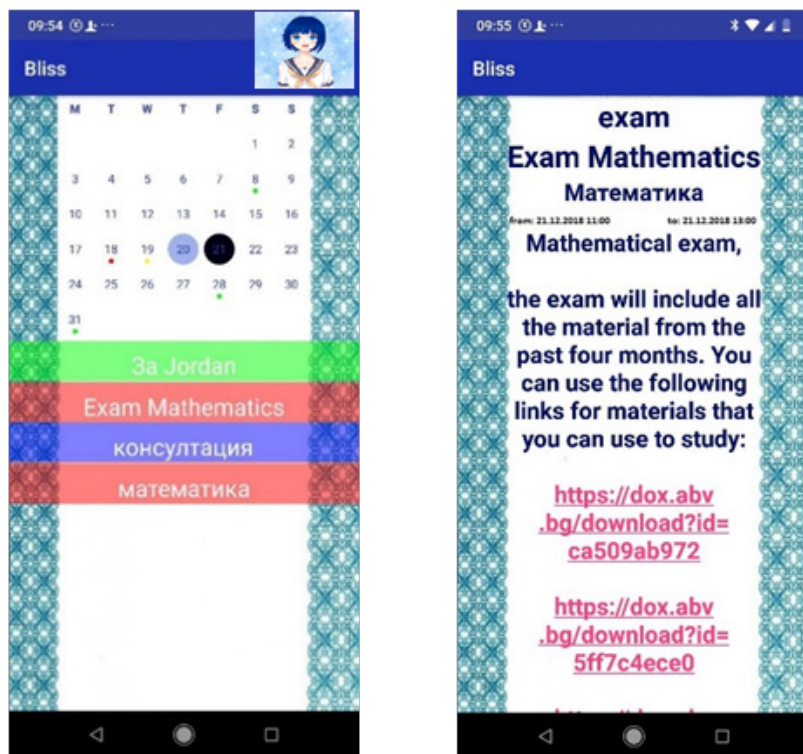 09:54
Bliss
M T W T F S S
1 2
3 4 5 6 7 8 9
10 11 12 13 14 15 16
17 18 19 20 21 22 23
24 25 26 27 28 29 30
31
За Jordan
Exam Mathematics
консултация
математика
09:55
Bliss
exam
Exam Mathematics
Математика
from: 21.12.2018 11:00 to: 21.12.2018 13:00
Mathematical exam,
the exam will include all
the material from the
past four months. You
can use the following
links for materials that
you can use to study:
https://dox.abv
.bg/download?id=
ca509ab972
https://dox.abv
.bg/download?id=
5ff7c4ece0